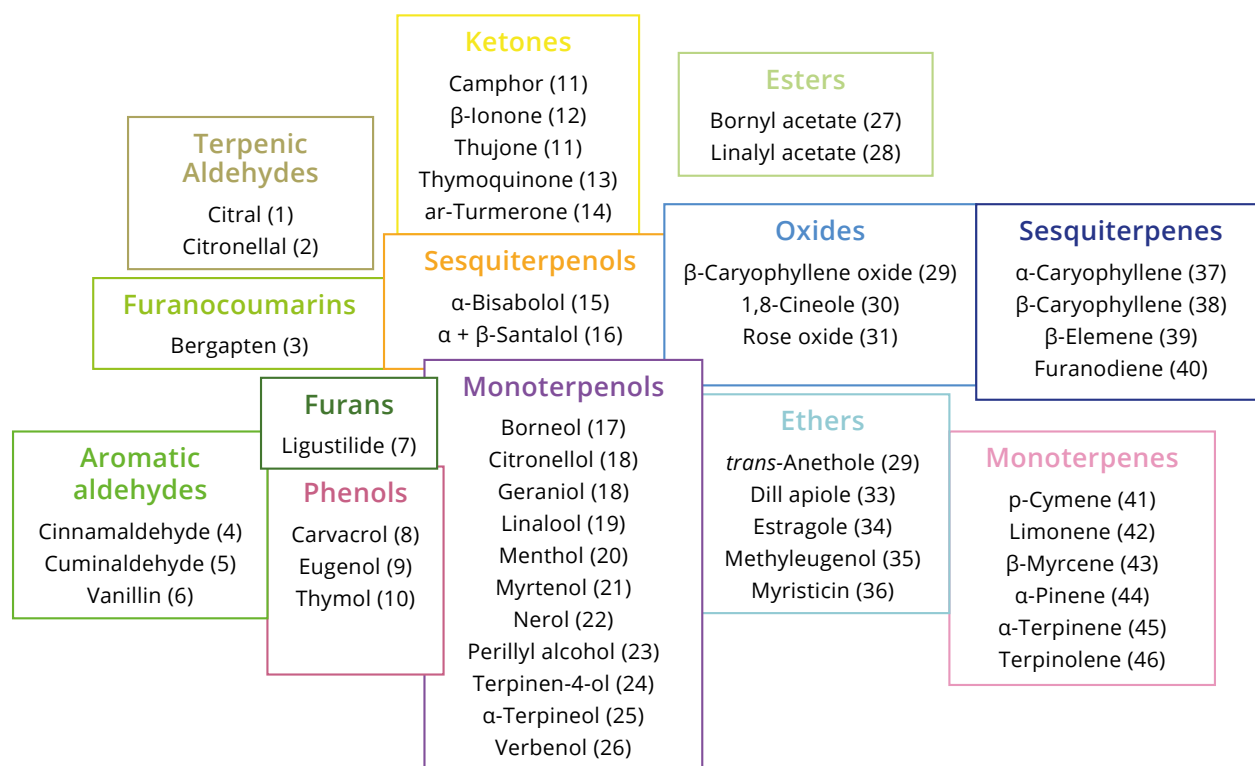 Ketones
Camphor (11)
β-Ionone (12)
Thujone (11)
Thymoquinone (13)
ar-Turmerone (14)
Esters
Bornyl acetate (27)
Linalyl acetate (28)
Terpenic
Aldehydes
Citral (1)
Citronellal (2)
Sesquiterpenols
α-Bisabolol (15)
α + β-Santalol (16)
Oxides
β-Caryophyllene oxide (29)
1,8-Cineole (30)
Rose oxide (31)
Sesquiterpenes
α-Caryophyllene (37)
β-Caryophyllene (38)
β-Elemene (39)
Furanodiene (40)
Furanocoumarins
Bergapten (3)
Furans
Ligustilide (7)
Monoterpenols
Borneol (17)
Citronellol (18)
Geraniol (18)
Linalool (19)
Menthol (20)
Myrtenol (21)
Nerol (22)
Perillyl alcohol (23)
Terpinen-4-ol (24)
α-Terpineol (25)
Verbenol (26)
Ethers
trans-Anethole (29)
Dill apiole (33)
Estragole (34)
Methyleugenol (35)
Myristicin (36)
Aromatic
aldehydes
Cinnamaldehyde (4)
Cuminaldehyde (5)
Vanillin (6)
Phenols
Carvacrol (8)
Eugenol (9)
Thymol (10)
Monoterpenes
p-Cymene (41)
Limonene (42)
β-Myrcene (43)
α-Pinene (44)
α-Terpinene (45)
Terpinolene (46)